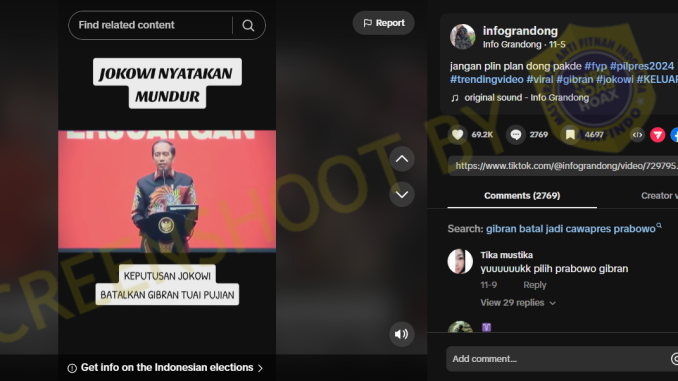 Find related content
Report
JOKOWI NYATAKAN
MUNDUR
KEPUTUSAN JOKOWI
BATALKAN GIBRAN TUAI PUJIAN
Get info on the Indonesian elections
infograndong
Info Grandong · 11-5
jangan plin plan dong pakde #fyp #pilpres2024
#trendingvideo #viral #gibran #jokowi #KELUAR
original sound - Info Grandong
69.2K
2769
4697
https://www.tiktok.com/@infograndong/video/729795.
Comments (2769)
Creator v
Search: gibran batal jadi cawapres prabowo
Tika mustika
yuuuuuukk pilih prabowo gibran
11-9 Reply
View 29 replies
Add comment...
CREENSHOOT BY
ANTI FITNAH
HOAX